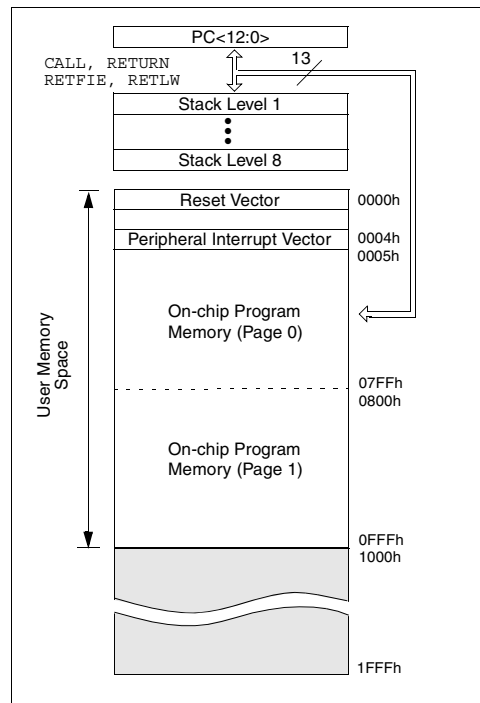 PC<12:0>
CALL, RETURN
RETFIE, RETLW
13
Stack Level 1
Stack Level 8
Reset Vector
0000h
Peripheral Interrupt Vector
0004h
0005h
On-chip Program
Memory (Page 0)
User Memory
Space
07FFh
0800h
On-chip Program
Memory (Page 1)
0FFFh
1000h
1FFFh